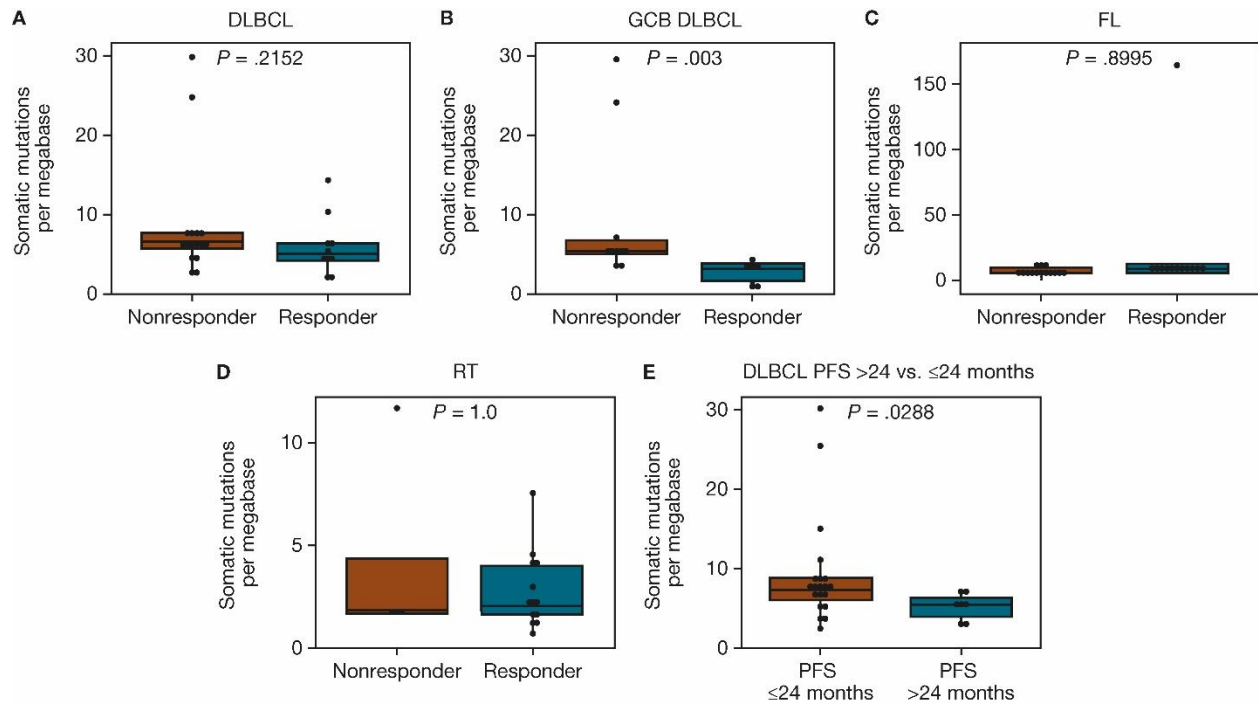 A
DLBCL
Somatic mutations
per megabase
30
20
10
0
P = .2152
Nonresponder
Responder
B
GCB DLBCL
Somatic mutations
per megabase
30
20
10
0
P = .003
Nonresponder
Responder
C
FL
Somatic mutations
per megabase
150
100
50
0
P = .8995
Nonresponder
Responder
D
RT
Somatic mutations
per megabase
10
5
0
P = 1.0
Nonresponder
Responder
E
DLBCL PFS >24 vs. ≤24 months
Somatic mutations
per megabase
30
20
10
0
P = .0288
PFS
≤24 months
PFS
>24 months